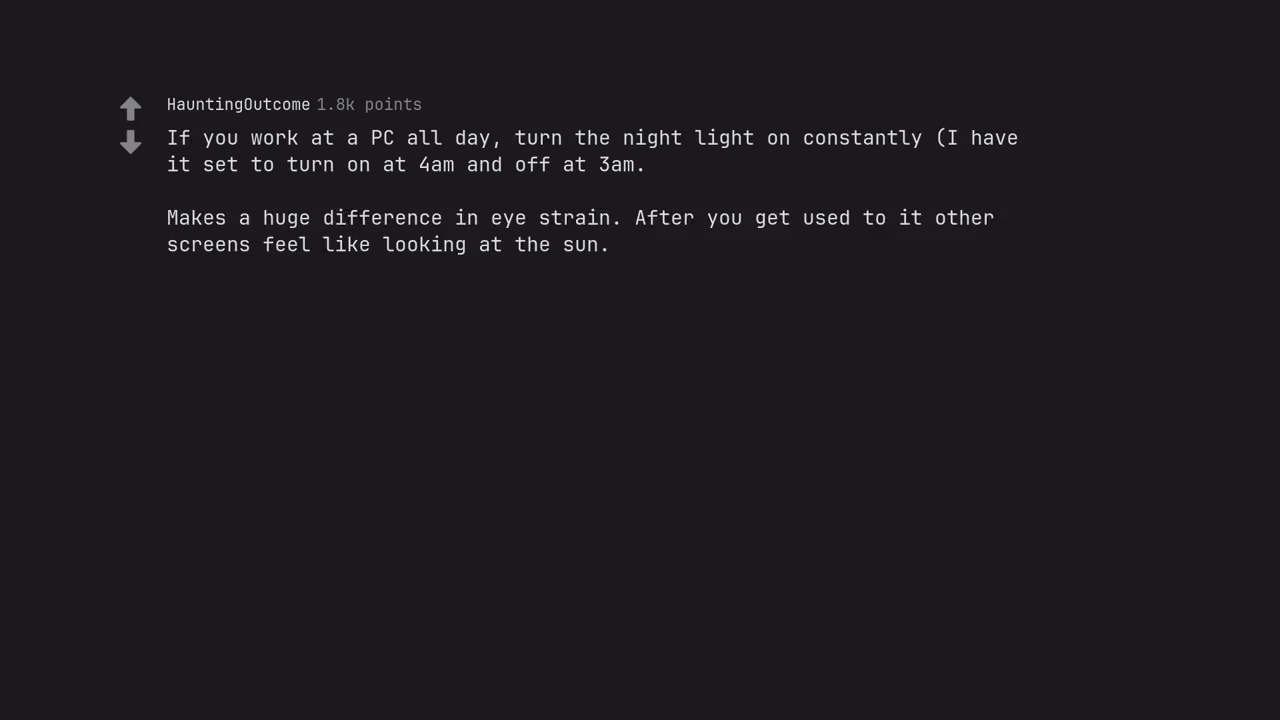 HauntingOutcome 1.8k points
If you work at a PC all day, turn the night light on constantly (I have
it set to turn on at 4am and off at 3am.
Makes a huge difference in eye strain. After you get used to it other
screens feel like looking at the sun.